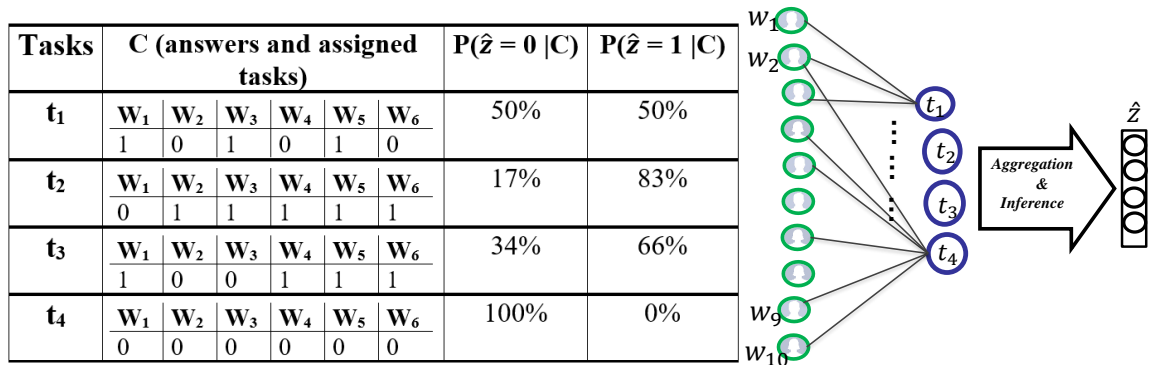 Tasks
C (answers and assigned
tasks)
P(ẑ = 0 |C)
P(ẑ = 1 |C)
t₁
W₁ W₂ W₃ W₄ W₅ W₆
1 0 1 0 1 0
50%
50%
t₂
W₁ W₂ W₃ W₄ W₅ W₆
0 1 1 1 1 1
17%
83%
t₃
W₁ W₂ W₃ W₄ W₅ W₆
1 0 0 1 1 1
34%
66%
t₄
W₁ W₂ W₃ W₄ W₅ W₆
0 0 0 0 0 0
100%
0%
w₁
w₂
w₉
w₁₀
t₁
t₂
t₃
t₄
Aggregation
&
Inference
ẑ